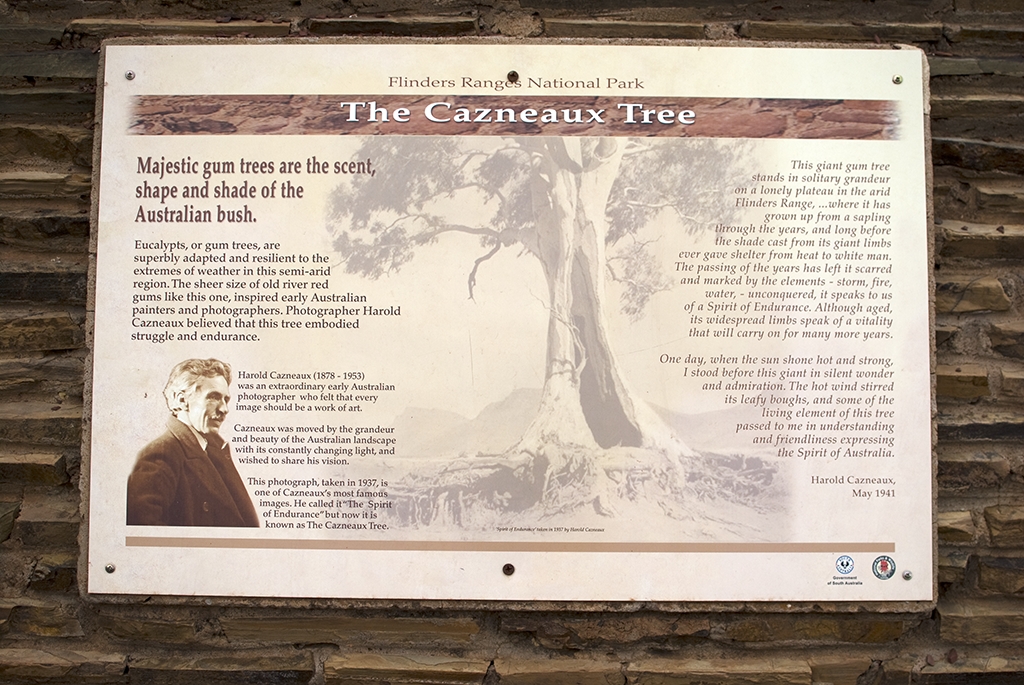 Flinders Ranges National Park
The Cazneaux Tree
Majestic gum trees are the scent,
shape and shade of the
Australian bush.
Eucalypts, or gum trees, are
superbly adapted and resilient to the
extremes of weather in this semi-arid
region. The sheer size of old river red
gums like this one, inspired early Australian
painters and photographers. Photographer Harold
Cazneaux believed that this tree embodied
struggle and endurance.
Harold Cazneaux (1878 - 1953)
was an extraordinary early Australian
photographer who felt that every
image should be a work of art.
Cazneaux was moved by the grandeur
and beauty of the Australian landscape
with its constantly changing light, and
wished to share his vision.
This photograph, taken in 1937, is
one of Cazneaux's most famous
images. He called it "The Spirit
of Endurance" but now it is
known as The Cazneaux Tree.
This giant gum tree
stands in solitary grandeur
on a lonely plateau in the arid
Flinders Range, ...where it has
grown up from a sapling
through the years, and long before
the shade cast from its giant limbs
ever gave shelter from heat to white man.
The passing of the years has left it scarred
and marked by the elements - storm, fire,
water, - unconquered, it speaks to us
of a Spirit of Endurance. Although aged,
its widespread limbs speak of a vitality
that will carry on for many more years.
One day, when the sun shone hot and strong,
I stood before this giant in silent wonder
and admiration. The hot wind stirred
its leafy boughs, and some of the
living element of this tree
passed to me in understanding
and friendliness expressing
the Spirit of Australia.
Harold Cazneaux,
May 1941
'Spirit of Endurance' taken in 1937 by Harold Cazneaux
Government
of South Australia